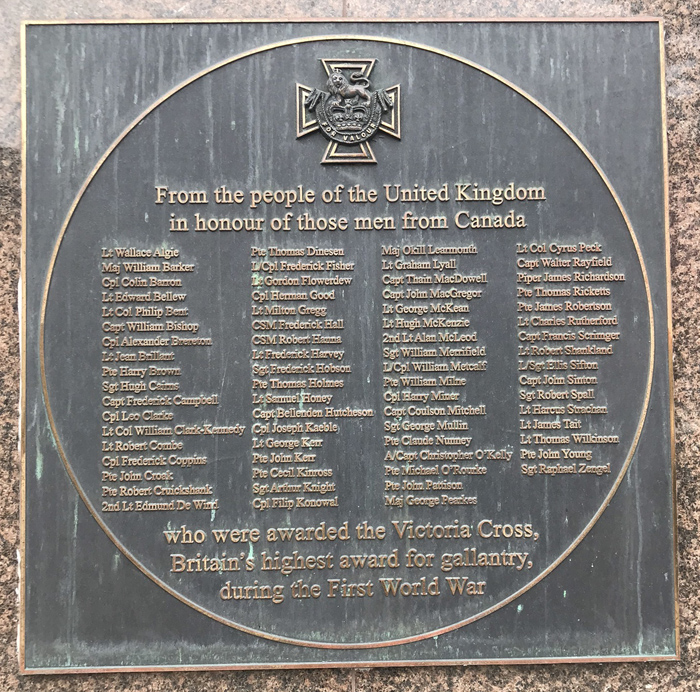 FOR VALOUR
From the people of the United Kingdom
in honour of those men from Canada
Lt Wallace Algie
Maj William Barker
Cpl Colin Barron
Lt Edward Bellew
Lt Col Philip Bent
Capt William Bishop
Cpl Alexander Brereton
Lt Jean Brillant
Pte Harry Brown
Sgt Hugh Cairns
Capt Frederick Campbell
Cpl Leo Clarke
Lt Col William Clark-Kennedy
Lt Robert Combe
Cpl Frederick Coppins
Pte John Croak
Pte Robert Cruickshank
2nd Lt Edmund De Wind
Pte Thomas Dinesen
L/Cpl Frederick Fisher
Lt Gordon Flowerdew
Cpl Herman Good
Lt Milton Gregg
CSM Frederick Hall
CSM Robert Hanna
Lt Frederick Harvey
Sgt Frederick Hobson
Pte Thomas Holmes
Lt Samuel Honey
Capt Bellenden Hutcheson
Cpl Joseph Kaeble
Lt George Kerr
Pte John Kerr
Pte Cecil Kinross
Sgt Arthur Knight
Cpl Filip Konowal
Maj Okill Learmonth
Lt Graham Lyall
Capt Thain MacDowell
Capt John MacGregor
Lt George McKean
Lt Hugh McKenzie
2nd Lt Alan McLeod
Sgt William Merrifield
L/Cpl William Metcalf
Pte William Milne
Cpl Harry Miner
Capt Coulson Mitchell
Sgt George Mullin
Pte Claude Nunney
A/Capt Christopher O'Kelly
Pte Michael O'Rourke
Pte John Pattison
Maj George Pearkes
Lt Col Cyrus Peck
Capt Walter Rayfield
Piper James Richardson
Pte Thomas Ricketts
Pte James Robertson
Lt Charles Rutherford
Capt Francis Scrimger
Lt Robert Shankland
L/Sgt Ellis Sifton
Capt John Sinton
Sgt Robert Spall
Lt Harcus Strachan
Lt James Tait
Lt Thomas Wilkinson
Pte John Young
Sgt Raphael Zengel
who were awarded the Victoria Cross,
Britain's highest award for gallantry,
during the First World War